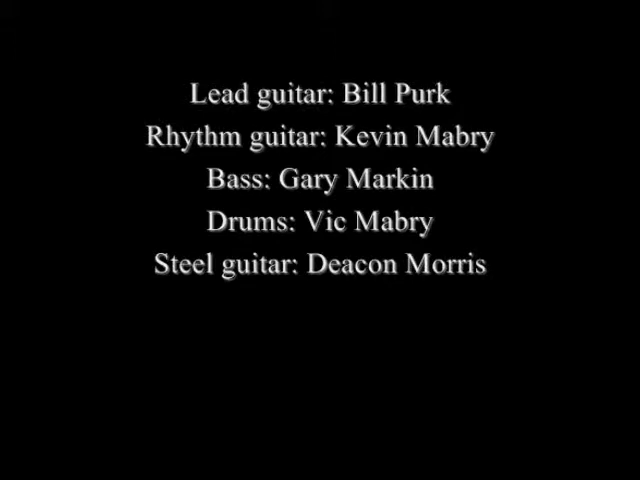 Lead guitar: Bill Purk
Rhythm guitar: Kevin Mabry
Bass: Gary Markin
Drums: Vic Mabry
Steel guitar: Deacon Morris